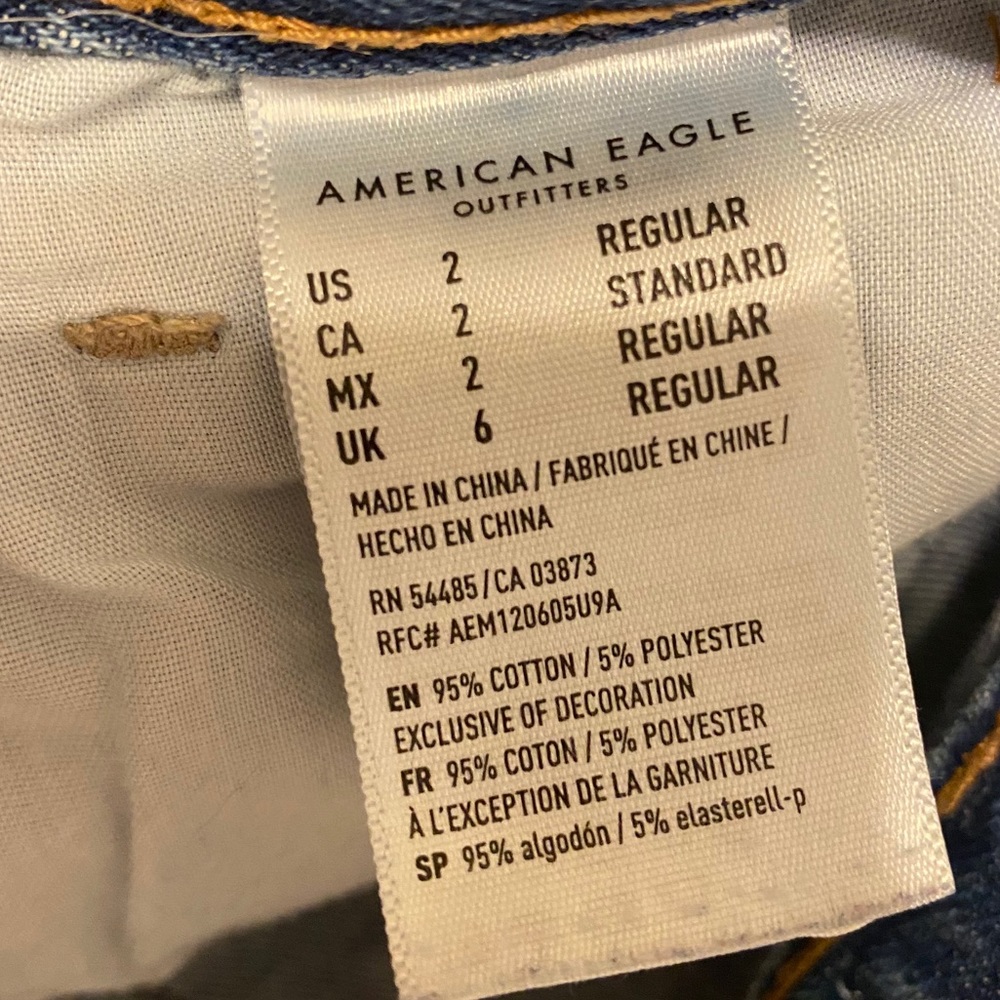 AMERICAN EAGLE
OUTFITTERS
US 2 REGULAR
CA 2 STANDARD
MX 2 REGULAR
UK 6 REGULAR
MADE IN CHINA / FABRIQUÉ EN CHINE /
HECHO EN CHINA
RN 54485 / CA 03873
RFC# AEM120605U9A
EN 95% COTTON / 5% POLYESTER
EXCLUSIVE OF DECORATION
FR 95% COTON / 5% POLYESTER
À L'EXCEPTION DE LA GARNITURE
SP 95% algodón / 5% elasterell-p